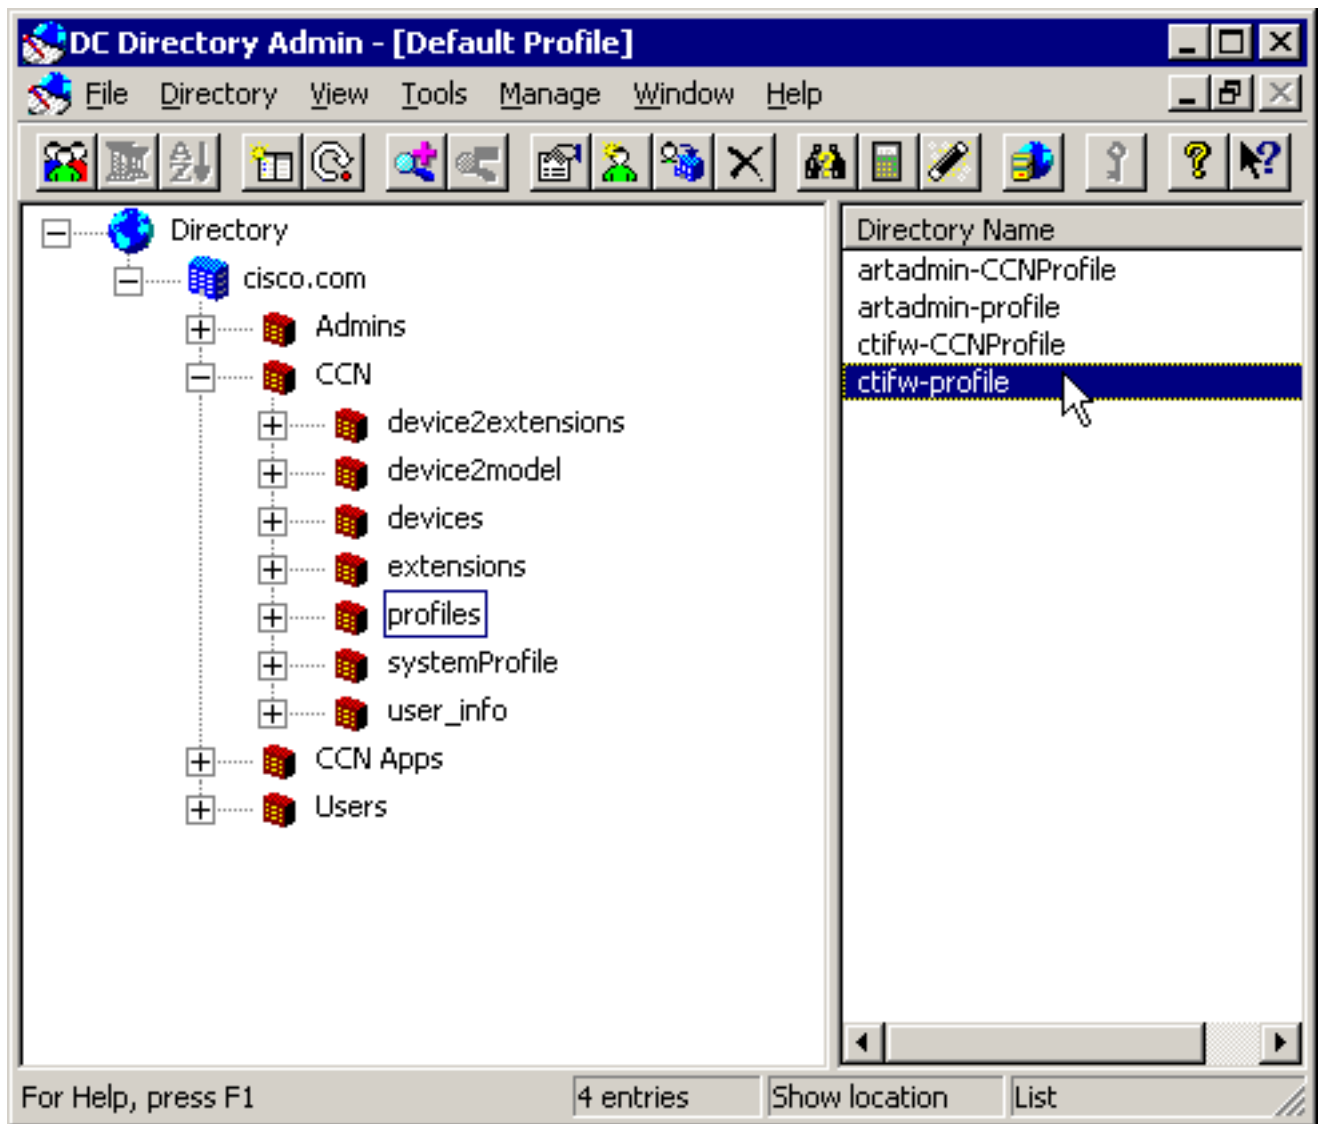 DC Directory Admin - [Default Profile]
File Directory View Tools Manage Window Help
Directory
cisco.com
Admins
CCN
device2extensions
device2model
devices
extensions
profiles
systemProfile
user_info
CCN Apps
Users
Directory Name
artadmin-CCNProfile
artadmin-profile
ctifw-CCNProfile
ctifw-profile
For Help, press F1
4 entries
Show location
List